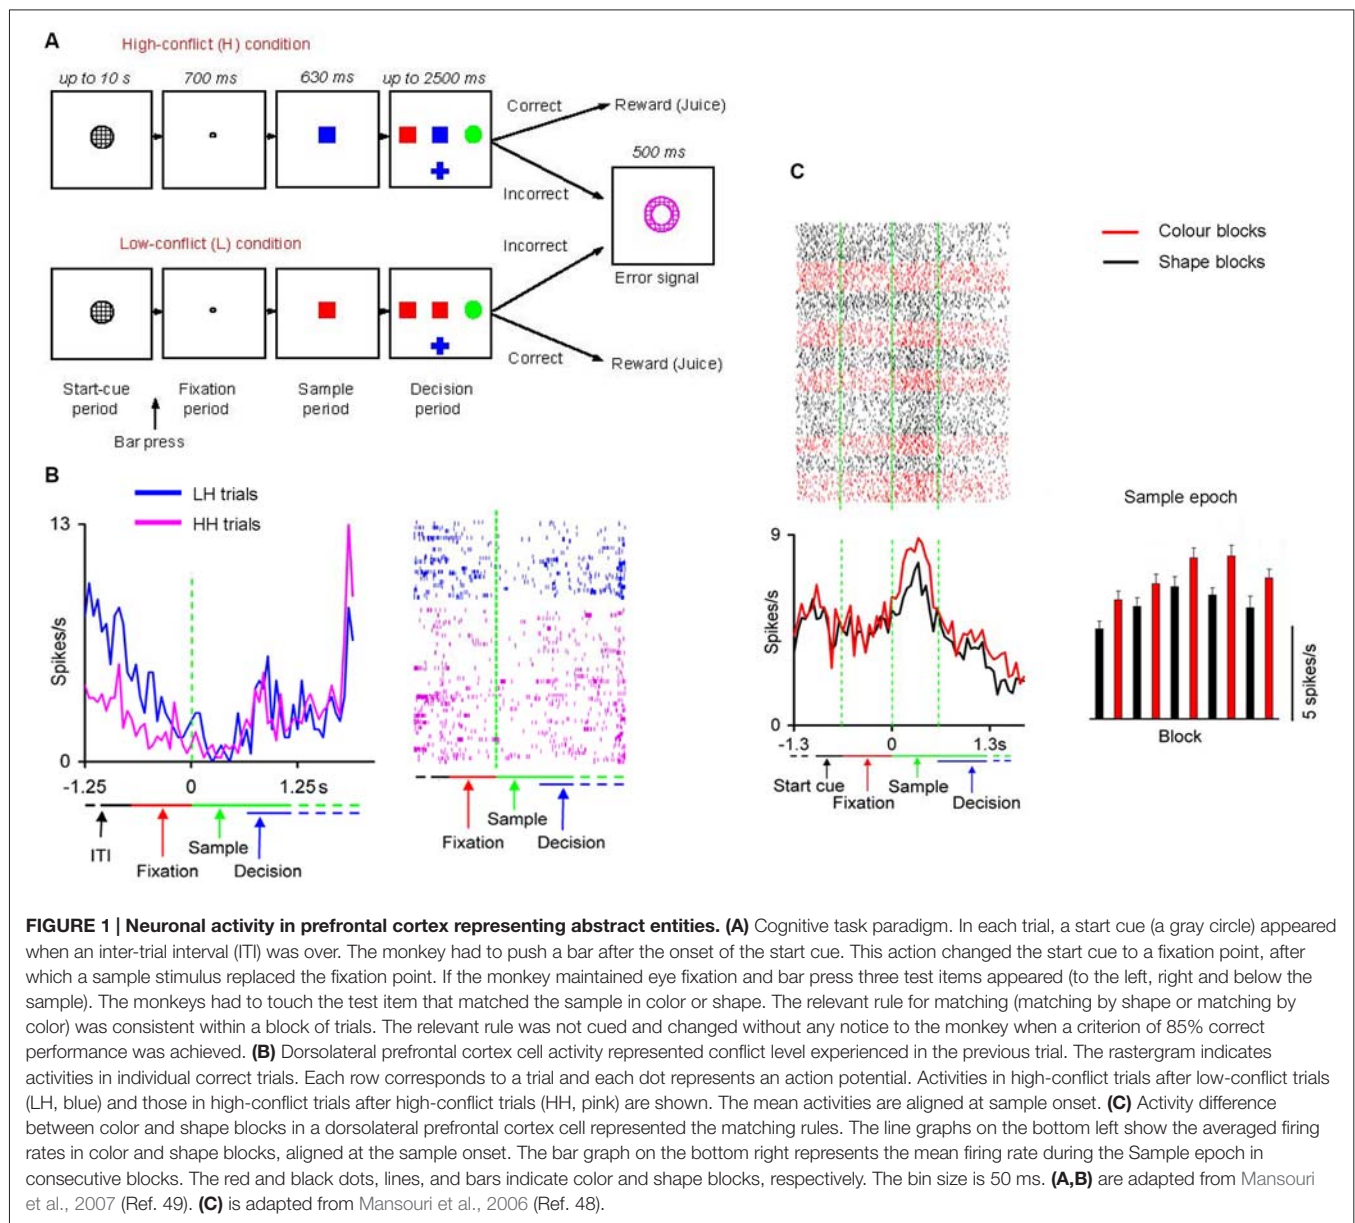 A
High-conflict (H) condition
up to 10 s
700 ms
630 ms
up to 2500 ms
Correct
Reward (Juice)
Incorrect
500 ms
Error signal
Low-conflict (L) condition
Incorrect
Correct
Reward (Juice)
Start-cue period
Fixation period
Sample period
Decision period
Bar press
B
LH trials
HH trials
13
Spikes/s
0
-1.25
0
1.25 s
ITI
Fixation
Sample
Decision
Fixation
Sample
Decision
C
Colour blocks
Shape blocks
9
Spikes/s
0
-1.3
0
1.3s
Start cue
Fixation
Sample
Decision
Sample epoch
5 spikes/s
Block
FIGURE 1 | Neuronal activity in prefrontal cortex representing abstract entities. (A) Cognitive task paradigm. In each trial, a start cue (a gray circle) appeared
when an inter-trial interval (ITI) was over. The monkey had to push a bar after the onset of the start cue. This action changed the start cue to a fixation point, after
which a sample stimulus replaced the fixation point. If the monkey maintained eye fixation and bar press three test items appeared (to the left, right and below the
sample). The monkeys had to touch the test item that matched the sample in color or shape. The relevant rule for matching (matching by shape or matching by
color) was consistent within a block of trials. The relevant rule was not cued and changed without any notice to the monkey when a criterion of 85% correct
performance was achieved. (B) Dorsolateral prefrontal cortex cell activity represented conflict level experienced in the previous trial. The rastergram indicates
activities in individual correct trials. Each row corresponds to a trial and each dot represents an action potential. Activities in high-conflict trials after low-conflict trials
(LH, blue) and those in high-conflict trials after high-conflict trials (HH, pink) are shown. The mean activities are aligned at sample onset. (C) Activity difference
between color and shape blocks in a dorsolateral prefrontal cortex cell represented the matching rules. The line graphs on the bottom left show the averaged firing
rates in color and shape blocks, aligned at the sample onset. The bar graph on the bottom right represents the mean firing rate during the Sample epoch in
consecutive blocks. The red and black dots, lines, and bars indicate color and shape blocks, respectively. The bin size is 50 ms. (A,B) are adapted from Mansouri
et al., 2007 (Ref. 49). (C) is adapted from Mansouri et al., 2006 (Ref. 48).